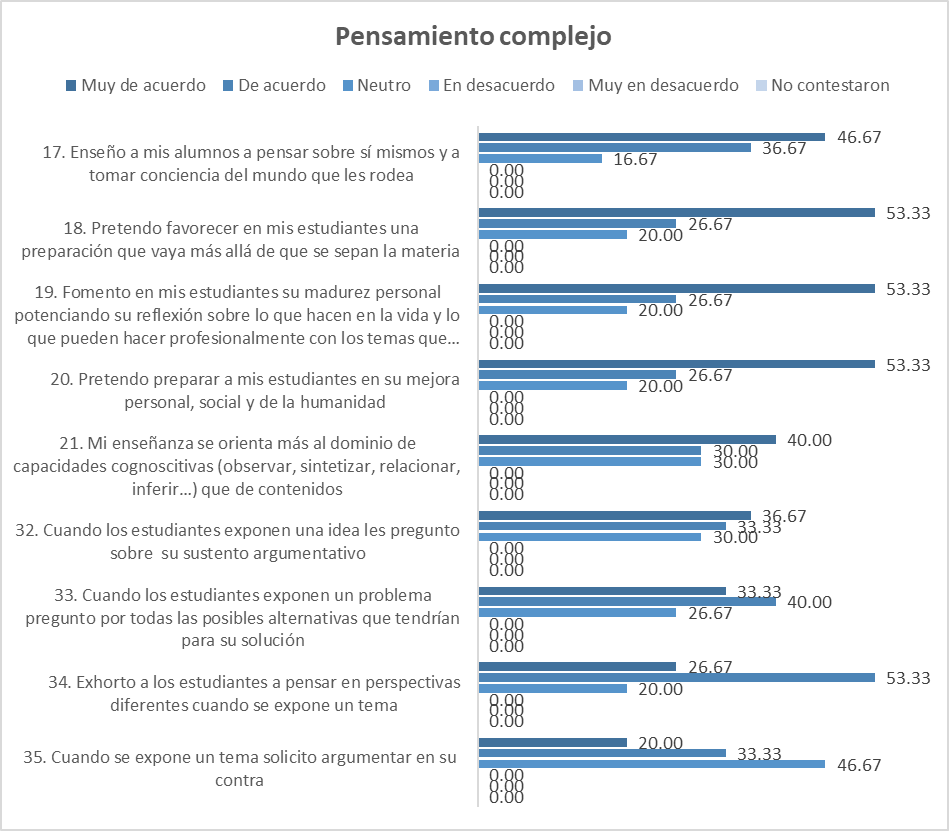 Pensamiento complejo
Muy de acuerdo De acuerdo Neutro En desacuerdo Muy en desacuerdo No contestaron
17. Enseño a mis alumnos a pensar sobre sí mismos y a
tomar conciencia del mundo que les rodea
46.67
36.67
16.67
0.00
0.00
0.00
18. Pretendo favorecer en mis estudiantes una
preparación que vaya más allá de que se sepan la materia
53.33
26.67
20.00
0.00
0.00
0.00
19. Fomento en mis estudiantes su madurez personal
potenciando su reflexión sobre lo que hacen en la vida y lo
que pueden hacer profesionalmente con los temas que…
53.33
26.67
20.00
0.00
0.00
0.00
20. Pretendo preparar a mis estudiantes en su mejora
personal, social y de la humanidad
53.33
26.67
20.00
0.00
0.00
0.00
21. Mi enseñanza se orienta más al dominio de
capacidades cognoscitivas (observar, sintetizar, relacionar,
inferir…) que de contenidos
40.00
30.00
30.00
0.00
0.00
0.00
32. Cuando los estudiantes exponen una idea les pregunto
sobre su sustento argumentativo
36.67
33.33
30.00
0.00
0.00
0.00
33. Cuando los estudiantes exponen un problema
pregunto por todas las posibles alternativas que tendrían
para su solución
33.33
40.00
26.67
0.00
0.00
0.00
34. Exhorto a los estudiantes a pensar en perspectivas
diferentes cuando se expone un tema
26.67
53.33
20.00
0.00
0.00
0.00
35. Cuando se expone un tema solicito argumentar en su
contra
20.00
33.33
46.67
0.00
0.00
0.00